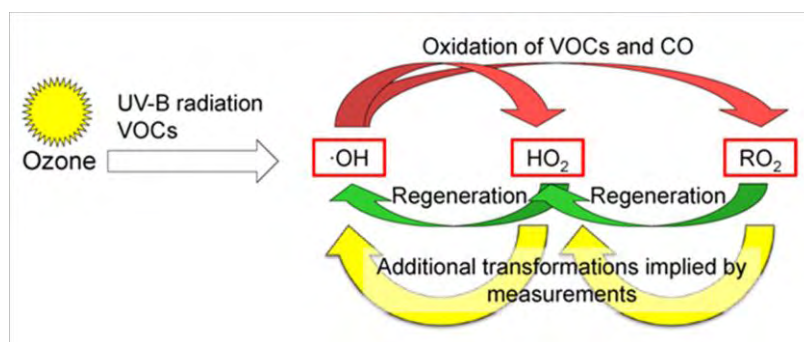 Oxidation of VOCs and CO
UV-B radiation
VOCs
Ozone
·OH
HO₂
RO₂
Regeneration
Regeneration
Additional transformations implied by
measurements